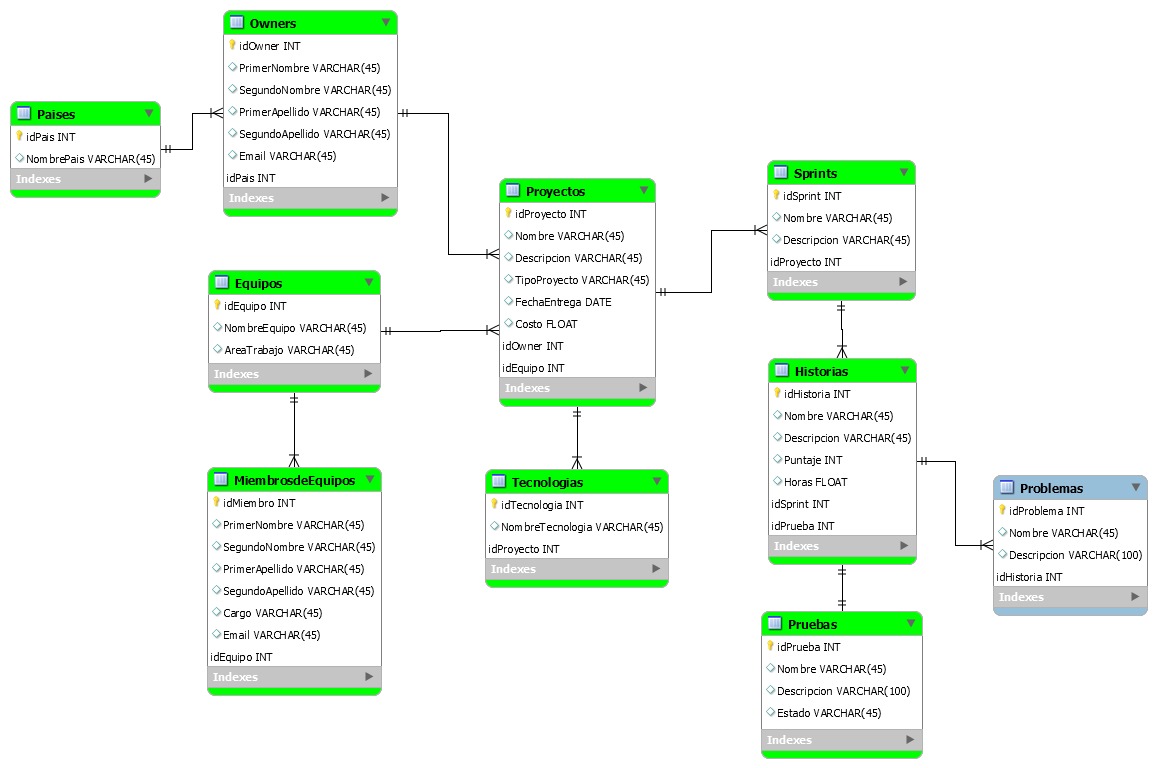 Owners
idOwner INT
PrimerNombre VARCHAR(45)
SegundoNombre VARCHAR(45)
PrimerApellido VARCHAR(45)
SegundoApellido VARCHAR(45)
Email VARCHAR(45)
idPais INT
Indexes
Paises
idPais INT
NombrePais VARCHAR(45)
Indexes
Proyectos
idProyecto INT
Nombre VARCHAR(45)
Descripcion VARCHAR(45)
TipoProyecto VARCHAR(45)
FechaEntrega DATE
Costo FLOAT
idOwner INT
idEquipo INT
Indexes
Sprints
idSprint INT
Nombre VARCHAR(45)
Descripcion VARCHAR(45)
idProyecto INT
Indexes
Equipos
idEquipo INT
NombreEquipo VARCHAR(45)
AreaTrabajo VARCHAR(45)
Indexes
Historias
idHistoria INT
Nombre VARCHAR(45)
Descripcion VARCHAR(45)
Puntaje INT
Horas FLOAT
idSprint INT
idPrueba INT
Indexes
MiembrosdeEquipos
idMiembro INT
PrimerNombre VARCHAR(45)
SegundoNombre VARCHAR(45)
PrimerApellido VARCHAR(45)
SegundoApellido VARCHAR(45)
Cargo VARCHAR(45)
Email VARCHAR(45)
idEquipo INT
Indexes
Tecnologias
idTecnologia INT
NombreTecnologia VARCHAR(45)
idProyecto INT
Indexes
Problemas
idProblema INT
Nombre VARCHAR(45)
Descripcion VARCHAR(100)
idHistoria INT
Indexes
Pruebas
idPrueba INT
Nombre VARCHAR(45)
Descripcion VARCHAR(100)
Estado VARCHAR(45)
Indexes